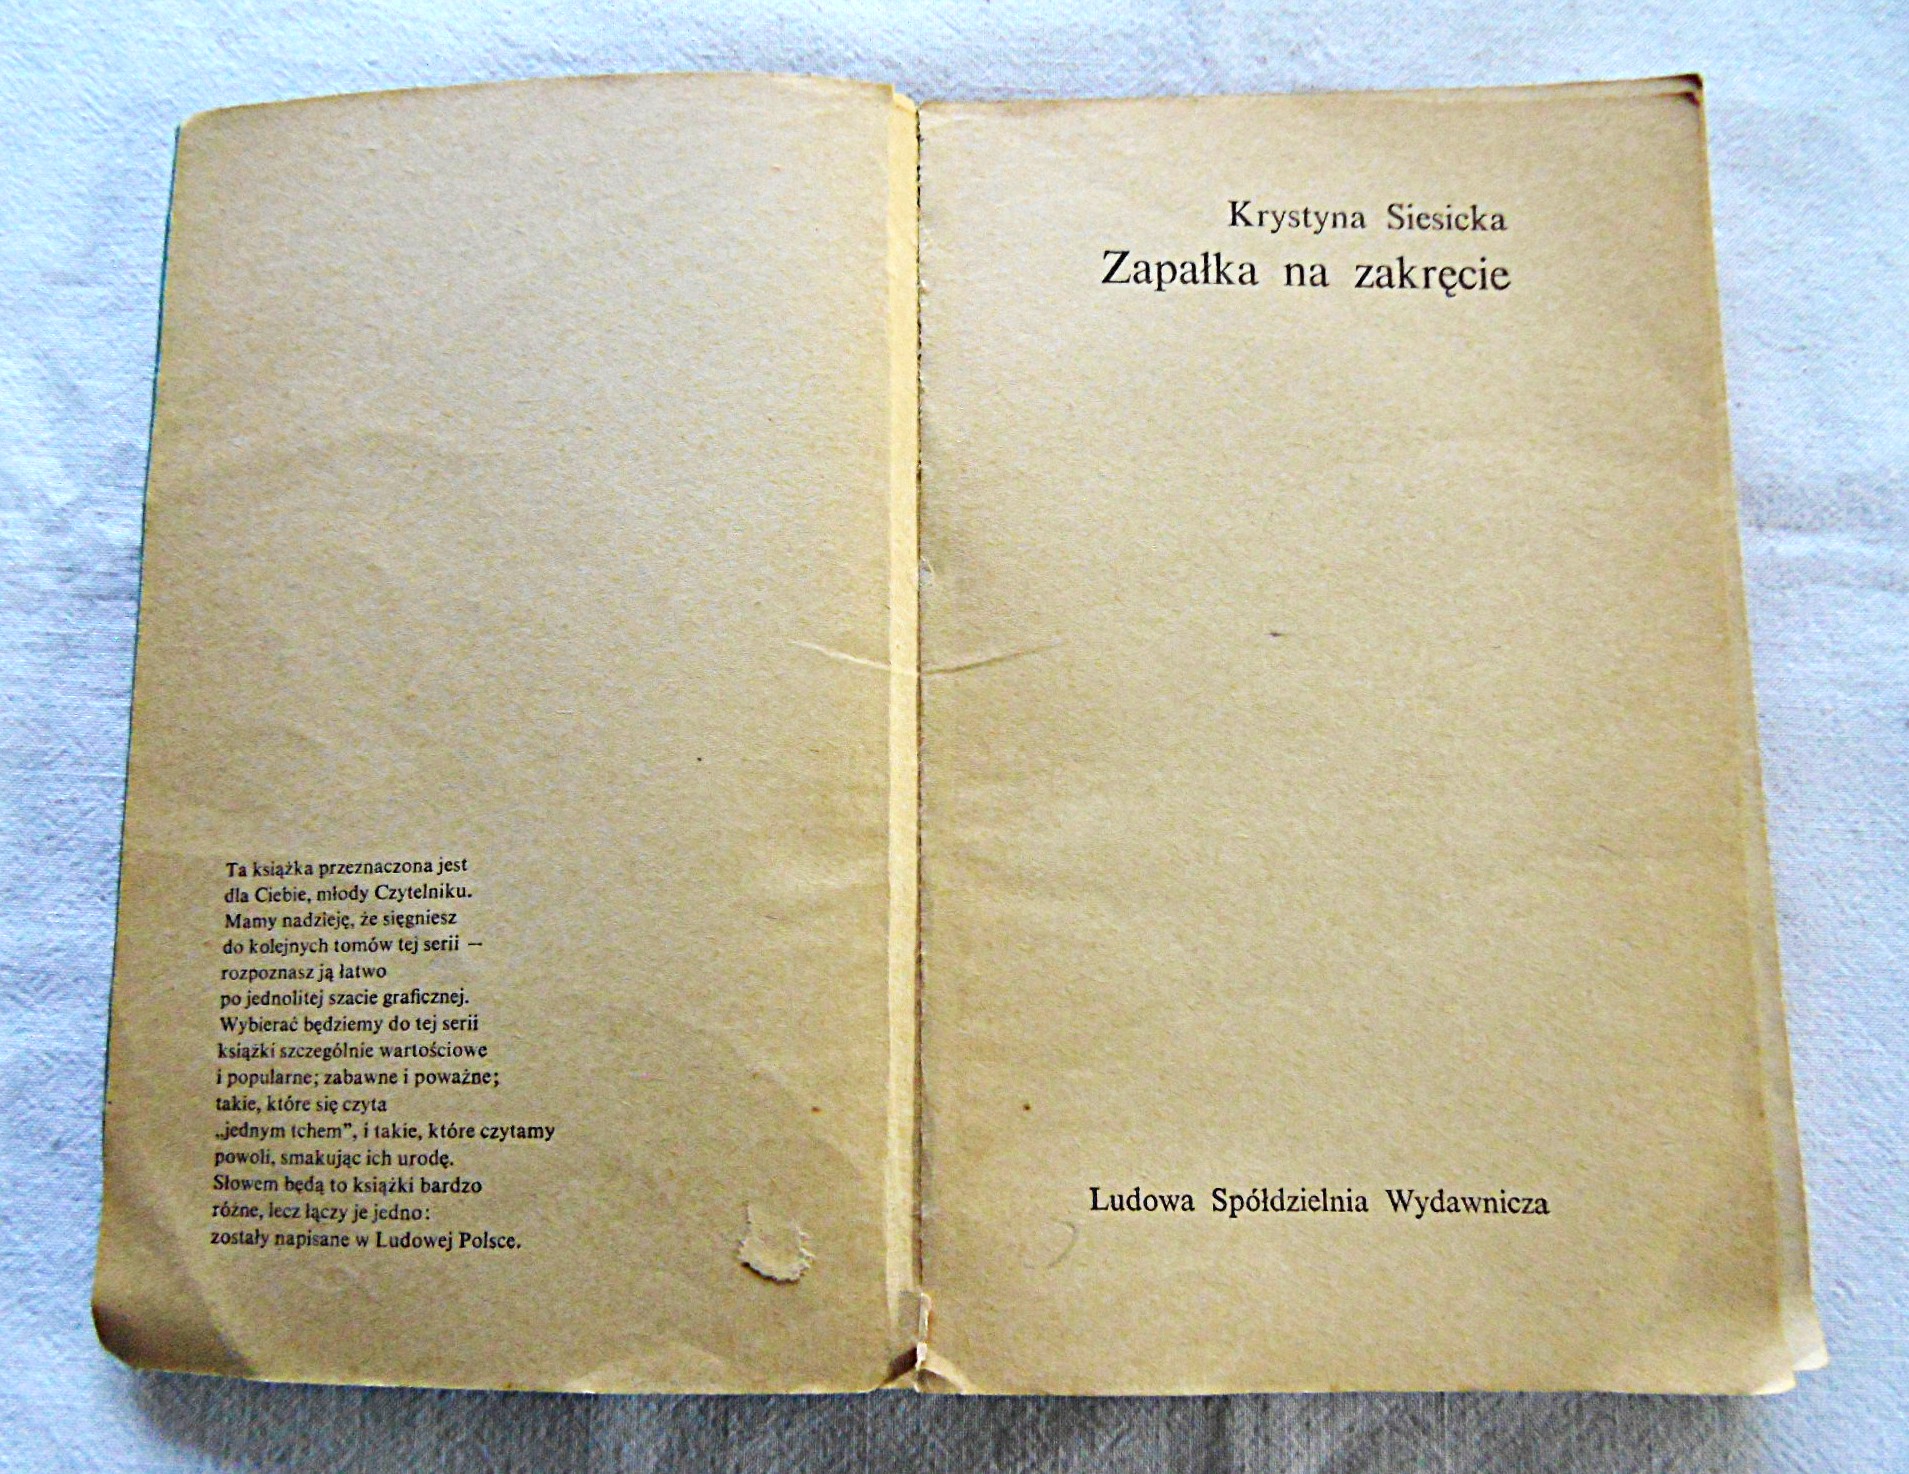 Ta książka przeznaczona jest
dla Ciebie, młody Czytelniku.
Mamy nadzieję, że sięgniesz
do kolejnych tomów tej serii —
rozpoznasz ją łatwo
po jednolitej szacie graficznej.
Wybierać będziemy do tej serii
książki szczególnie wartościowe
i popularne; zabawne i poważne;
takie, które się czyta
„jednym tchem”, i takie, które czytamy
powoli, smakując ich urodę.
Słowem będą to książki bardzo
różne, lecz łączy je jedno:
zostały napisane w Ludowej Polsce.
Krystyna Siesicka
Zapałka na zakręcie
Ludowa Spółdzielnia Wydawnicza